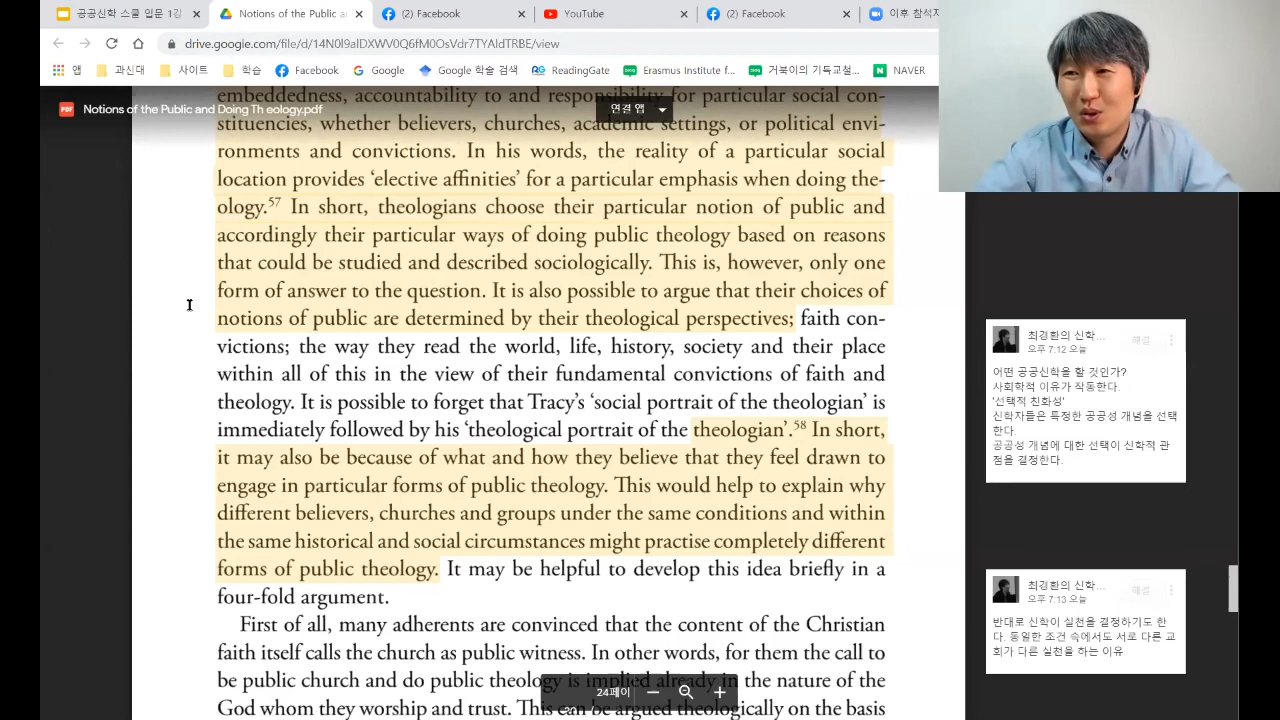 공공신학 스쿨 입문 1강
Notions of the Public ar
(2) Facebook
YouTube
(2) Facebook
이후 참석자
drive.google.com/file/d/14N0l9alDXWV0Q6fM0OsVdr7TYAldTRBE/view
앱
과신대
사이트
학습
Facebook
Google
Google 학술 검색
ReadingGate
Erasmus Institute f...
거북이의 기독교철...
NAVER
Notions of the Public and Doing Th eology.pdf
연결 앱
embeddedness, accountability to and responsibility for particular social con-
stituencies, whether believers, churches, academic settings, or political envi-
ronments and convictions. In his words, the reality of a particular social
location provides ‘elective affinities’ for a particular emphasis when doing the-
ology.57 In short, theologians choose their particular notion of public and
accordingly their particular ways of doing public theology based on reasons
that could be studied and described sociologically. This is, however, only one
form of answer to the question. It is also possible to argue that their choices of
notions of public are determined by their theological perspectives; faith con-
victions; the way they read the world, life, history, society and their place
within all of this in the view of their fundamental convictions of faith and
theology. It is possible to forget that Tracy’s ‘social portrait of the theologian’ is
immediately followed by his ‘theological portrait of the theologian’.58 In short,
it may also be because of what and how they believe that they feel drawn to
engage in particular forms of public theology. This would help to explain why
different believers, churches and groups under the same conditions and within
the same historical and social circumstances might practise completely different
forms of public theology. It may be helpful to develop this idea briefly in a
four-fold argument.
First of all, many adherents are convinced that the content of the Christian
faith itself calls the church as public witness. In other words, for them the call to
be public church and do public theology is implied already in the nature of the
God whom they worship and trust. This can be argued theologically on the basis
24페이
최경환의 신학...
오후 7:12 오늘
해결
어떤 공공신학을 할 것인가?
사회학적 이유가 작동한다.
'선택적 친화성'
신학자들은 특정한 공공성 개념을 선택
한다.
공공성 개념에 대한 선택이 신학적 관
점을 결정한다.
최경환의 신학...
오후 7:13 오늘
해결
반대로 신학이 실천을 결정하기도 한
다. 동일한 조건 속에서도 서로 다른 교
회가 다른 실천을 하는 이유